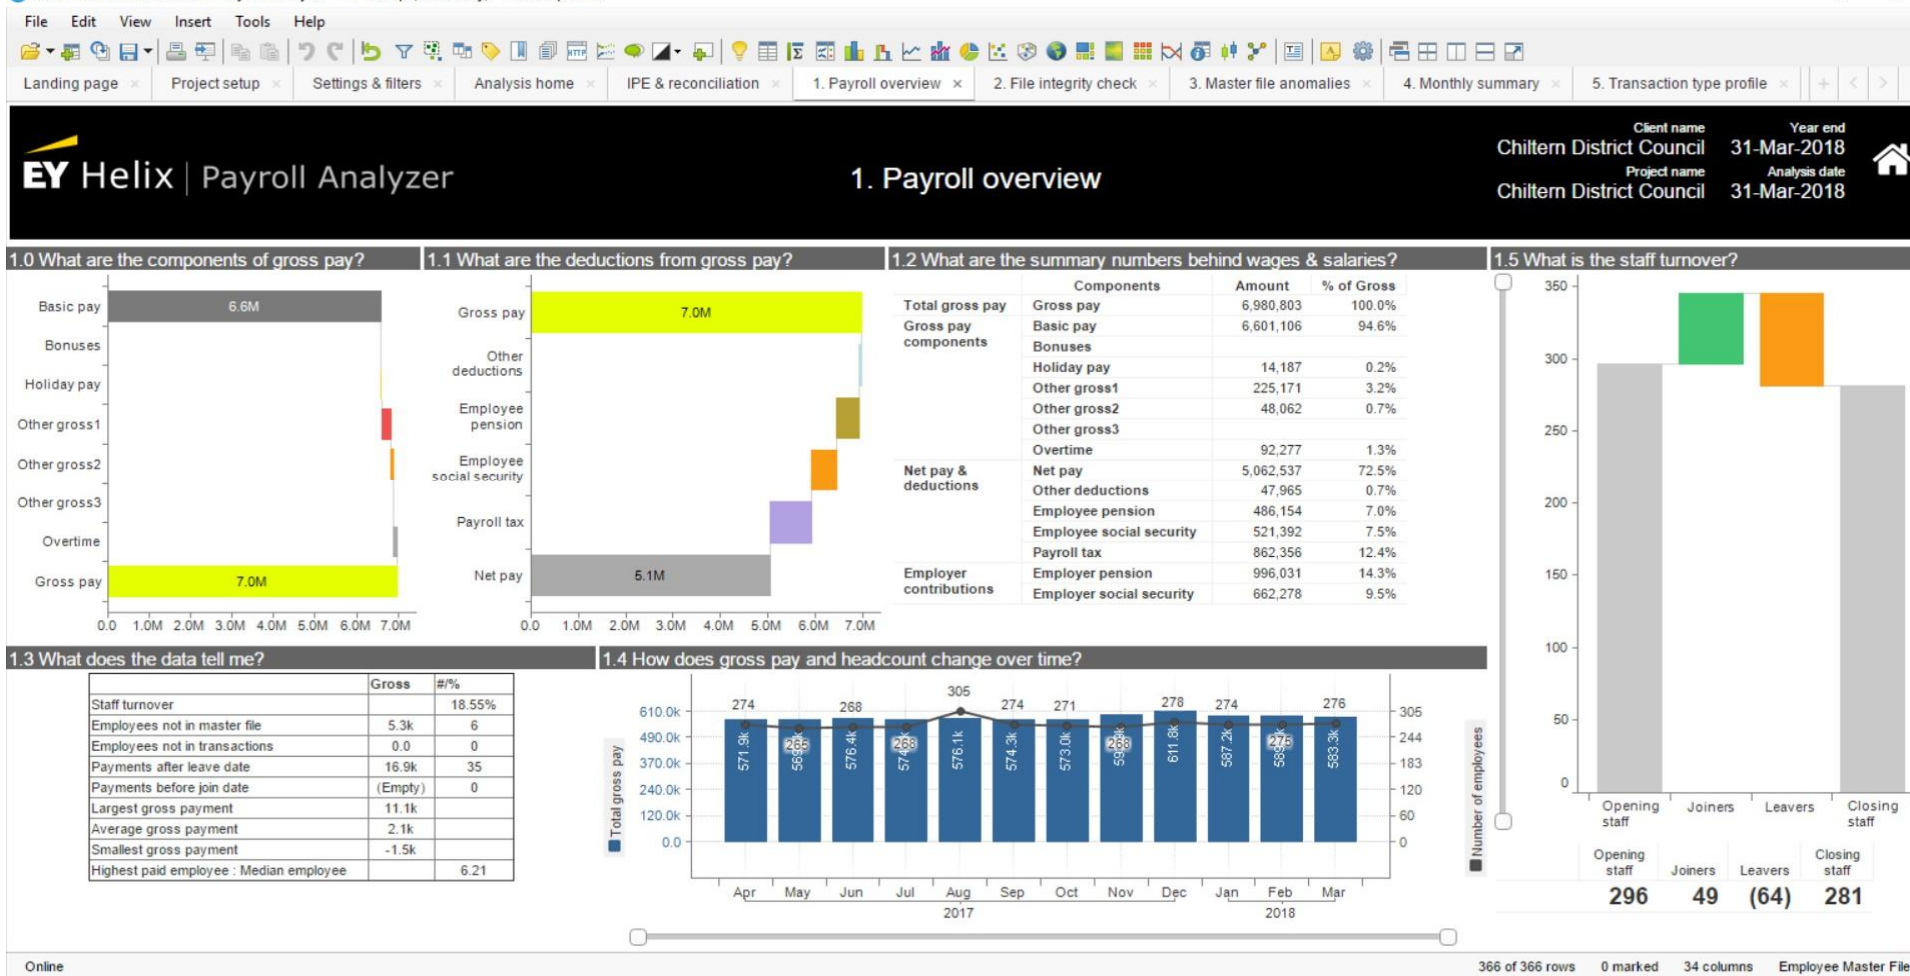 File Edit View Insert Tools Help
Landing page × Project setup × Settings & filters × Analysis home × IPE & reconciliation × 1. Payroll overview × 2. File integrity check × 3. Master file anomalies × 4. Monthly summary × 5. Transaction type profile ×
EY Helix | Payroll Analyzer
1. Payroll overview
Client name Year end
Chiltern District Council 31-Mar-2018
Project name Analysis date
Chiltern District Council 31-Mar-2018
1.0 What are the components of gross pay?
Basic pay 6.6M
Bonuses
Holiday pay
Other gross1
Other gross2
Other gross3
Overtime
Gross pay 7.0M
0.0 1.0M 2.0M 3.0M 4.0M 5.0M 6.0M 7.0M
1.1 What are the deductions from gross pay?
Gross pay 7.0M
Other
deductions
Employee
pension
Employee
social security
Payroll tax
Net pay 5.1M
0.0 1.0M 2.0M 3.0M 4.0M 5.0M 6.0M 7.0M
1.2 What are the summary numbers behind wages & salaries?
Components Amount % of Gross
Total gross pay Gross pay 6,980,803 100.0%
Gross pay components Basic pay 6,601,106 94.6%
Bonuses
Holiday pay 14,187 0.2%
Other gross1 225,171 3.2%
Other gross2 48,062 0.7%
Other gross3
Overtime 92,277 1.3%
Net pay & deductions Net pay 5,062,537 72.5%
Other deductions 47,965 0.7%
Employee pension 486,154 7.0%
Employee social security 521,392 7.5%
Payroll tax 862,356 12.4%
Employer contributions Employer pension 996,031 14.3%
Employer social security 662,278 9.5%
1.3 What does the data tell me?
Gross #/%
Staff turnover 18.55%
Employees not in master file 5.3k 6
Employees not in transactions 0.0 0
Payments after leave date 16.9k 35
Payments before join date (Empty) 0
Largest gross payment 11.1k
Average gross payment 2.1k
Smallest gross payment -1.5k
Highest paid employee : Median employee 6.21
1.4 How does gross pay and headcount change over time?
Total gross pay
610.0k
490.0k
370.0k
240.0k
120.0k
0.0
274 265 268 268 305 274 271 268 278 274 275 276
571.9k 576.4k 576.1k 574.3k 573.0k 611.8k 587.2k 583.3k
305
244
183
120
60
0
Number of employees
Apr May Jun Jul Aug Sep Oct Nov Dec Jan Feb Mar
2017 2018
1.5 What is the staff turnover?
350
300
250
200
150
100
50
0
Opening staff Joiners Leavers Closing staff
Opening staff Joiners Leavers Closing staff
296 49 (64) 281
Online 366 of 366 rows 0 marked 34 columns Employee Master File